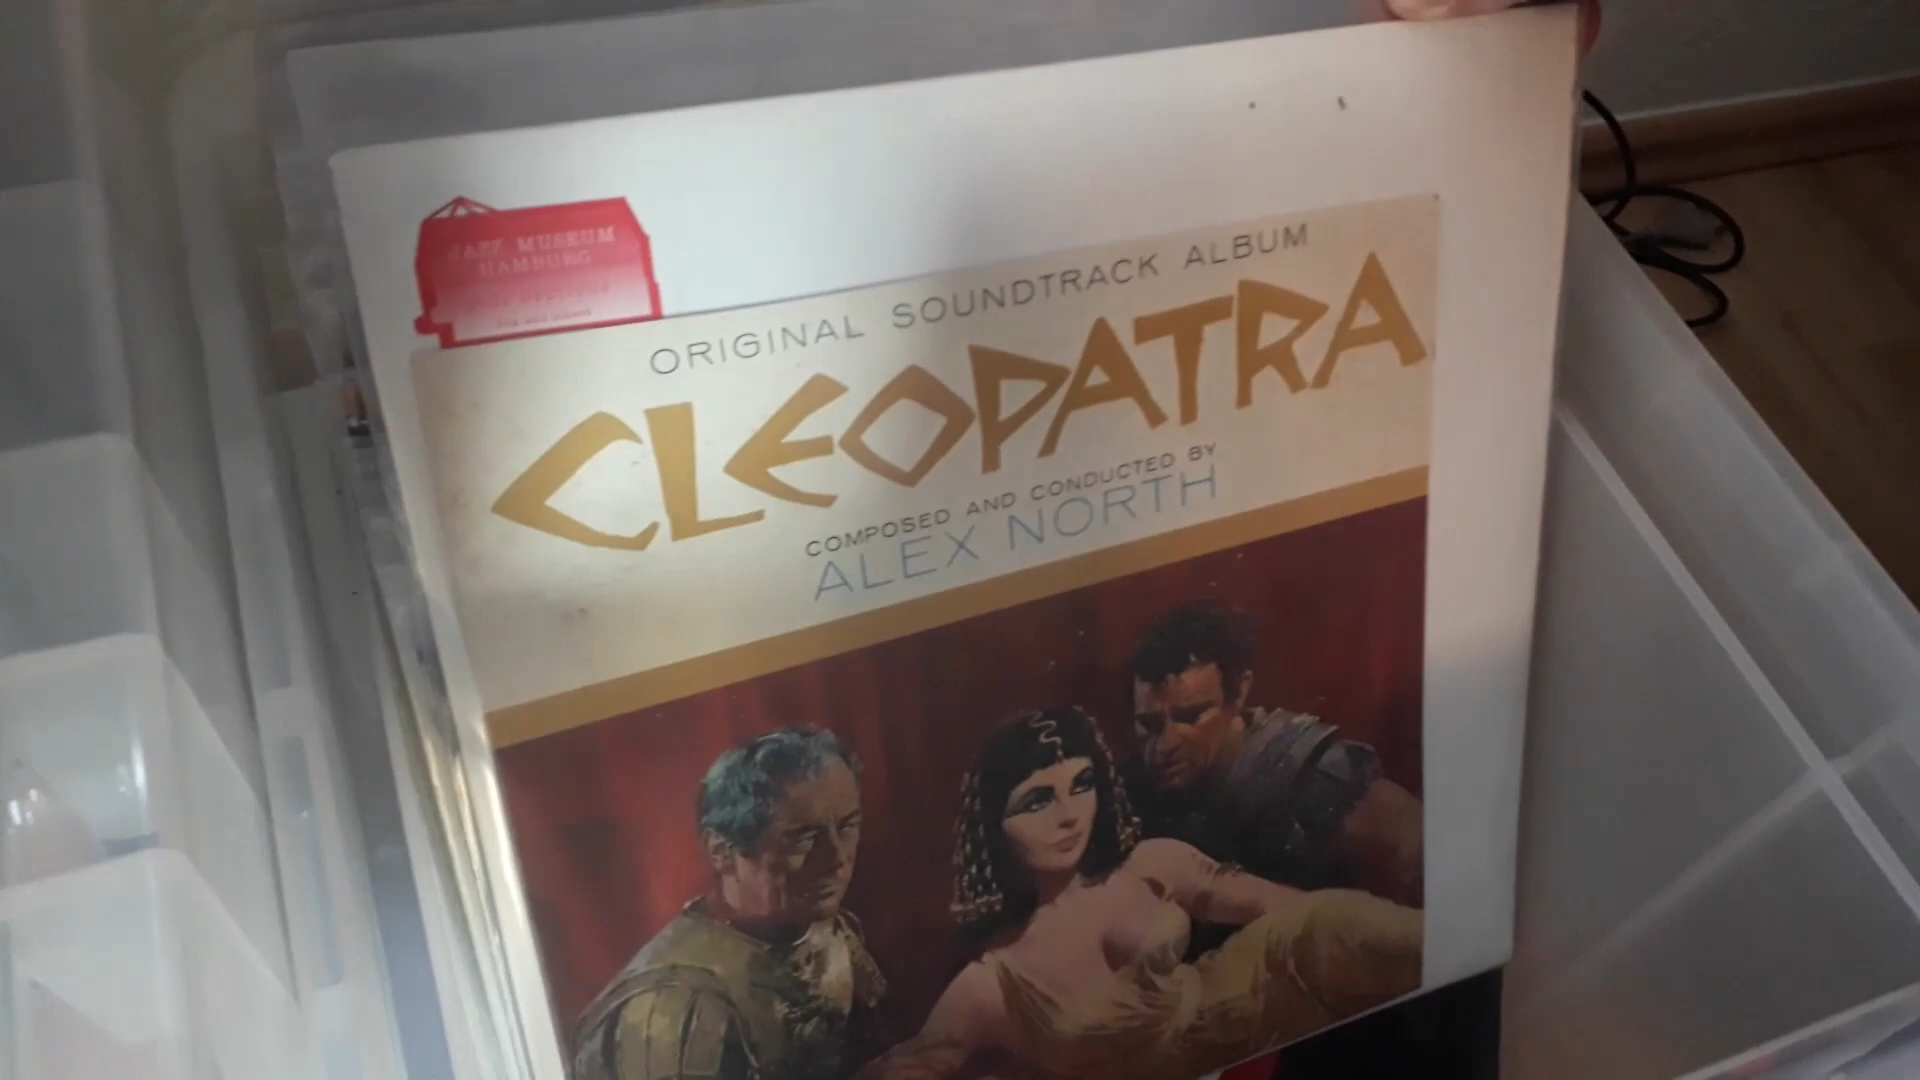 JAZZ MUSEUM
HAMBURG
ORIGINAL SOUNDTRACK ALBUM
CLEOPATRA
COMPOSED AND CONDUCTED BY
ALEX NORTH